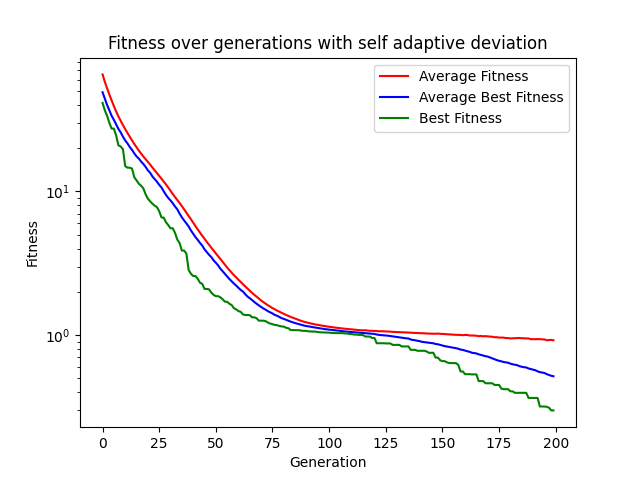 Fitness over generations with self adaptive deviation
Average Fitness
Average Best Fitness
Best Fitness
Fitness
10¹
10⁰
0 25 50 75 100 125 150 175 200
Generation